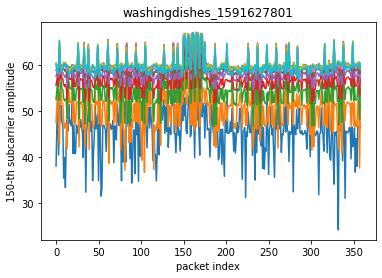 washingdishes_1591627801
150-th subcarrier amplitude
60
50
40
30
0 50 100 150 200 250 300 350
packet index